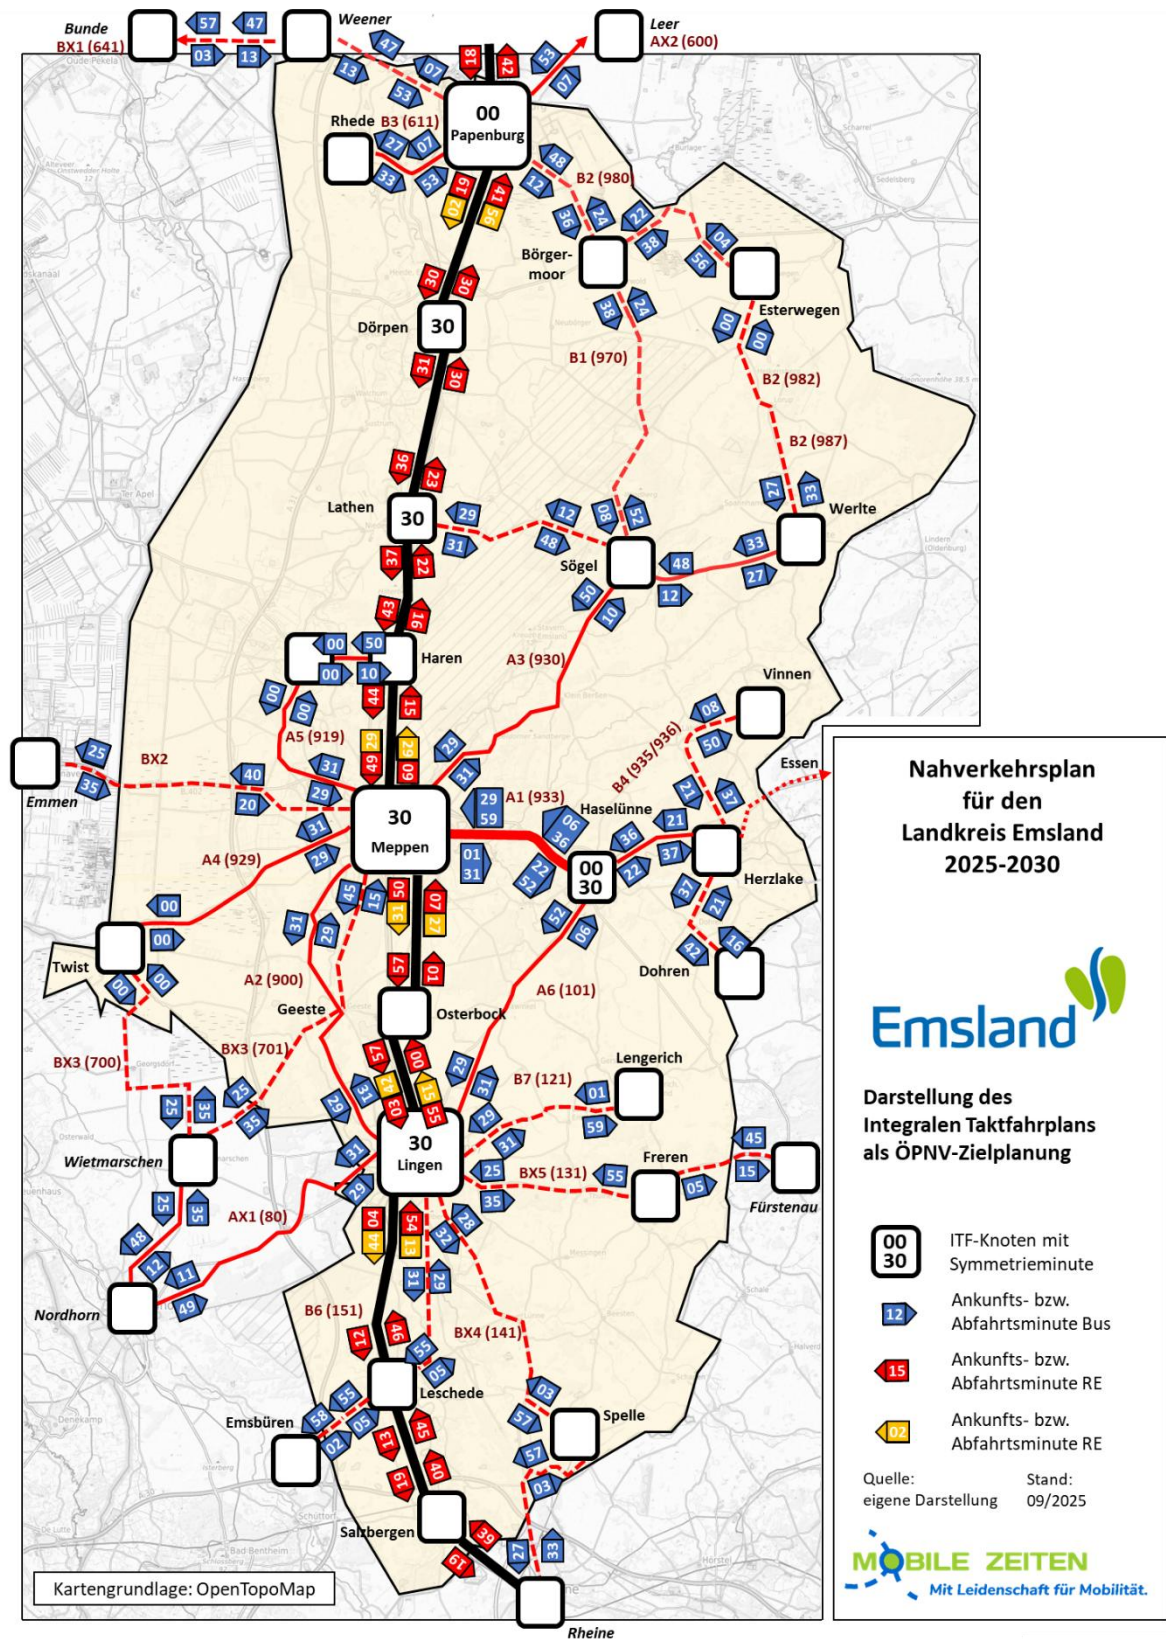 Bunde
BX1 (641)
57
47
03
13
Weener
47
07
13
53
18
42
53
07
Leer
AX2 (600)
00
Papenburg
Rhede
B3 (611)
27
07
33
53
19
02
41
56
48
12
B2 (980)
36
24
22
38
04
56
Börger-
moor
Esterwegen
38
24
00
00
30
30
Dörpen
30
31
30
B1 (970)
B2 (982)
B2 (987)
36
23
27
33
Lathen
30
29
31
12
48
08
52
Werlte
33
27
Sögel
48
12
37
22
50
10
43
16
00
50
00
10
Haren
A3 (930)
44
15
00
00
Vinnen
08
50
A5 (919)
29
49
29
09
29
31
BX2
25
35
Emmen
40
20
31
29
B4 (935/936)
Essen
30
Meppen
29
59
A1 (933)
01
31
06
36
22
52
Haselünne
00
30
36
22
21
37
21
37
Herzlake
31
29
A4 (929)
00
00
Twist
00
00
31
29
45
15
50
31
07
27
52
06
37
21
42
16
Dohren
A2 (900)
57
01
A6 (101)
Geeste
Osterbock
BX3 (700)
BX3 (701)
57
00
42
03
15
55
29
31
B7 (121)
Lengerich
01
59
25
35
25
35
29
31
29
31
30
Lingen
Wietmarschen
31
29
25
35
BX5 (131)
55
Freren
05
45
15
Fürstenau
25
35
AX1 (80)
48
12
11
49
Nordhorn
04
44
54
13
28
32
31
29
B6 (151)
12
46
55
05
BX4 (141)
Leschede
Emsbüren
58
55
02
05
13
45
03
57
Spelle
57
03
19
40
Salzbergen
39
19
27
33
Rheine
Kartengrundlage: OpenTopoMap
Nahverkehrsplan
für den
Landkreis Emsland
2025-2030
Emsland
Darstellung des
Integralen Taktfahrplans
als ÖPNV-Zielplanung
00
30
ITF-Knoten mit
Symmetrieminute
12
Ankunfts- bzw.
Abfahrtsminute Bus
15
Ankunfts- bzw.
Abfahrtsminute RE
02
Ankunfts- bzw.
Abfahrtsminute RE
Quelle:
eigene Darstellung
Stand:
09/2025
MOBILE ZEITEN
Mit Leidenschaft für Mobilität.